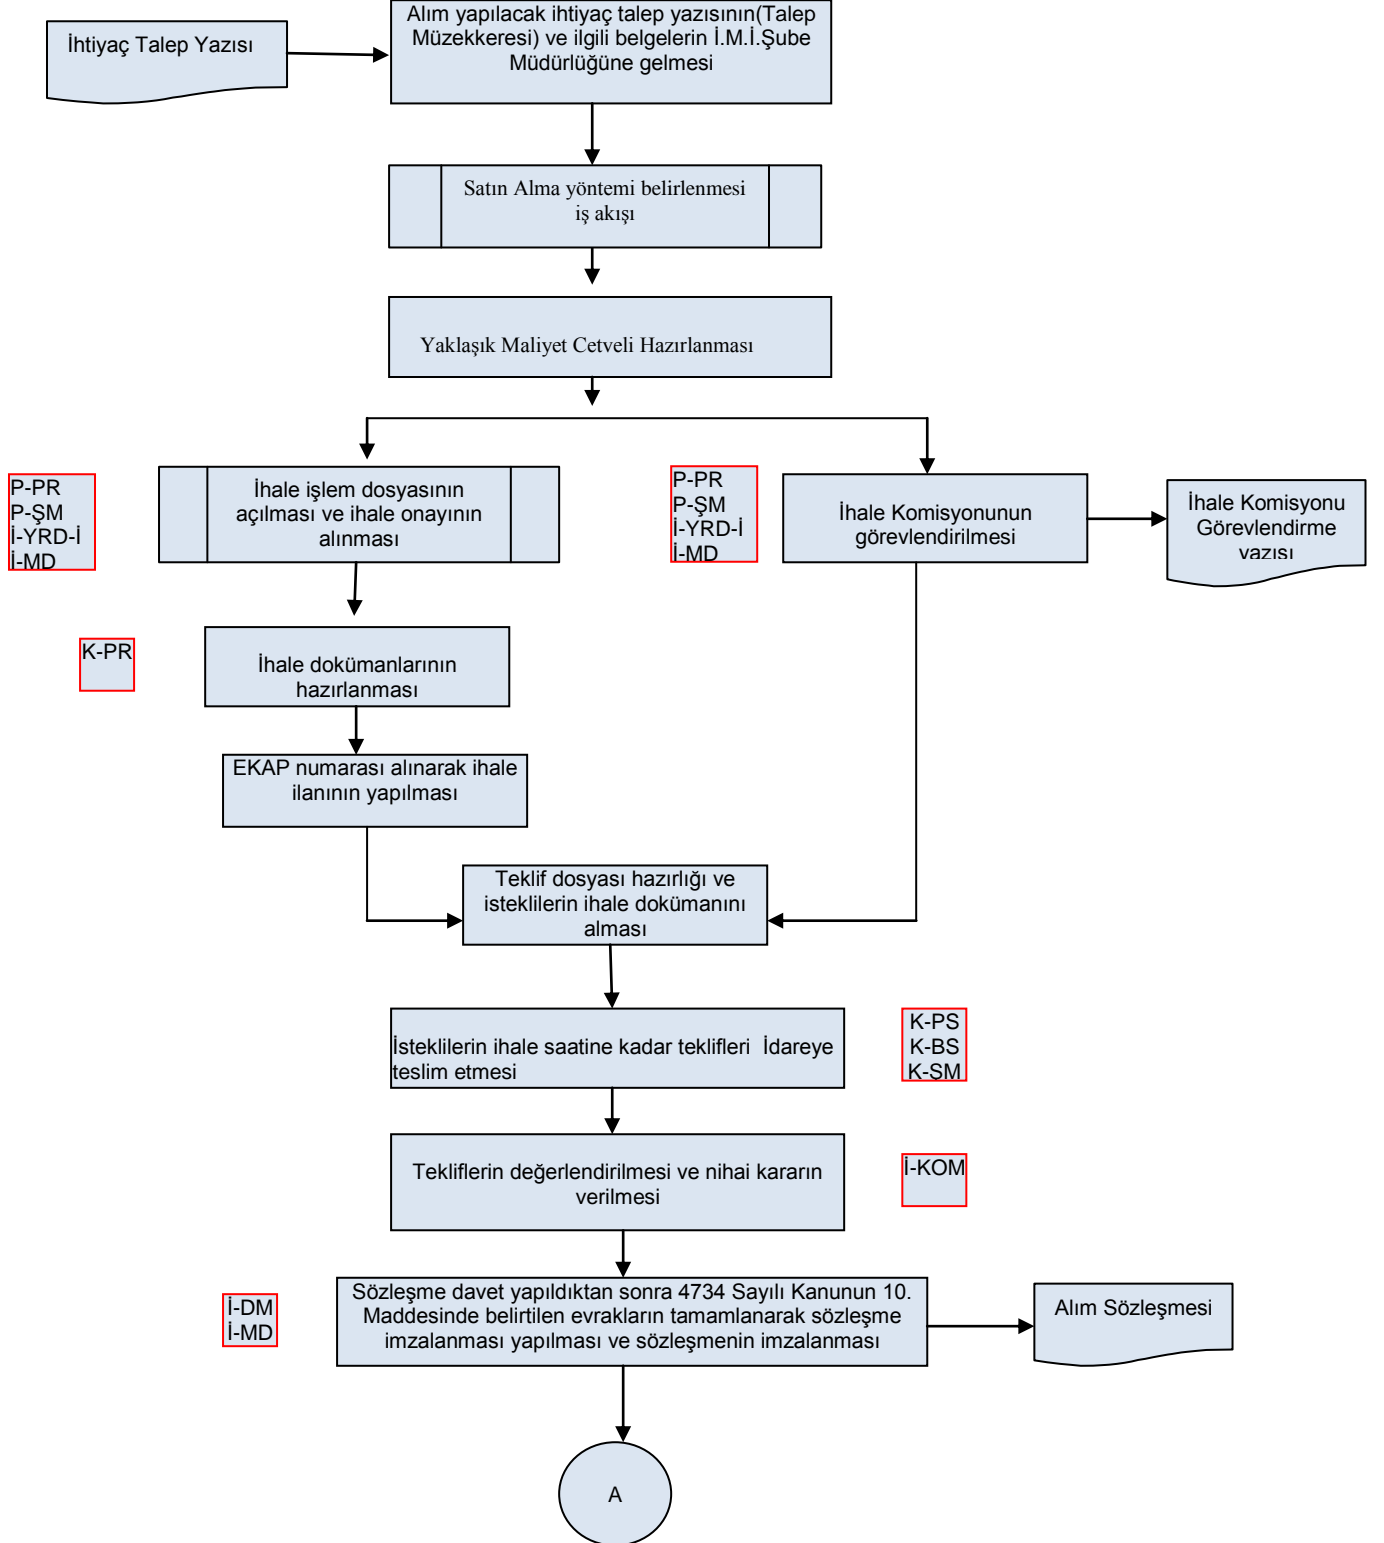 İhtiyaç Talep Yazısı
Alım yapılacak ihtiyaç talep yazısının(Talep
Müzekkeresi) ve ilgili belgelerin İ.M.İ.Şube
Müdürlüğüne gelmesi
Satın Alma yöntemi belirlenmesi
iş akışı
Yaklaşık Maliyet Cetveli Hazırlanması
P-PR
P-ŞM
İ-YRD-İ
İ-MD
İhale işlem dosyasının
açılması ve ihale onayının
alınması
P-PR
P-ŞM
İ-YRD-İ
İ-MD
İhale Komisyonunun
görevlendirilmesi
İhale Komisyonu
Görevlendirme
yazısı
K-PR
İhale dokümanlarının
hazırlanması
EKAP numarası alınarak ihale
ilanının yapılması
Teklif dosyası hazırlığı ve
isteklilerin ihale dokümanını
alması
İsteklilerin ihale saatine kadar teklifleri  İdareye
teslim etmesi
K-PS
K-BS
K-SM
Tekliflerin değerlendirilmesi ve nihai kararın
verilmesi
İ-KOM
İ-DM
İ-MD
Sözleşme davet yapıldıktan sonra 4734 Sayılı Kanunun 10.
Maddesinde belirtilen evrakların tamamlanarak sözleşme
imzalanması yapılması ve sözleşmenin imzalanması
Alım Sözleşmesi
A